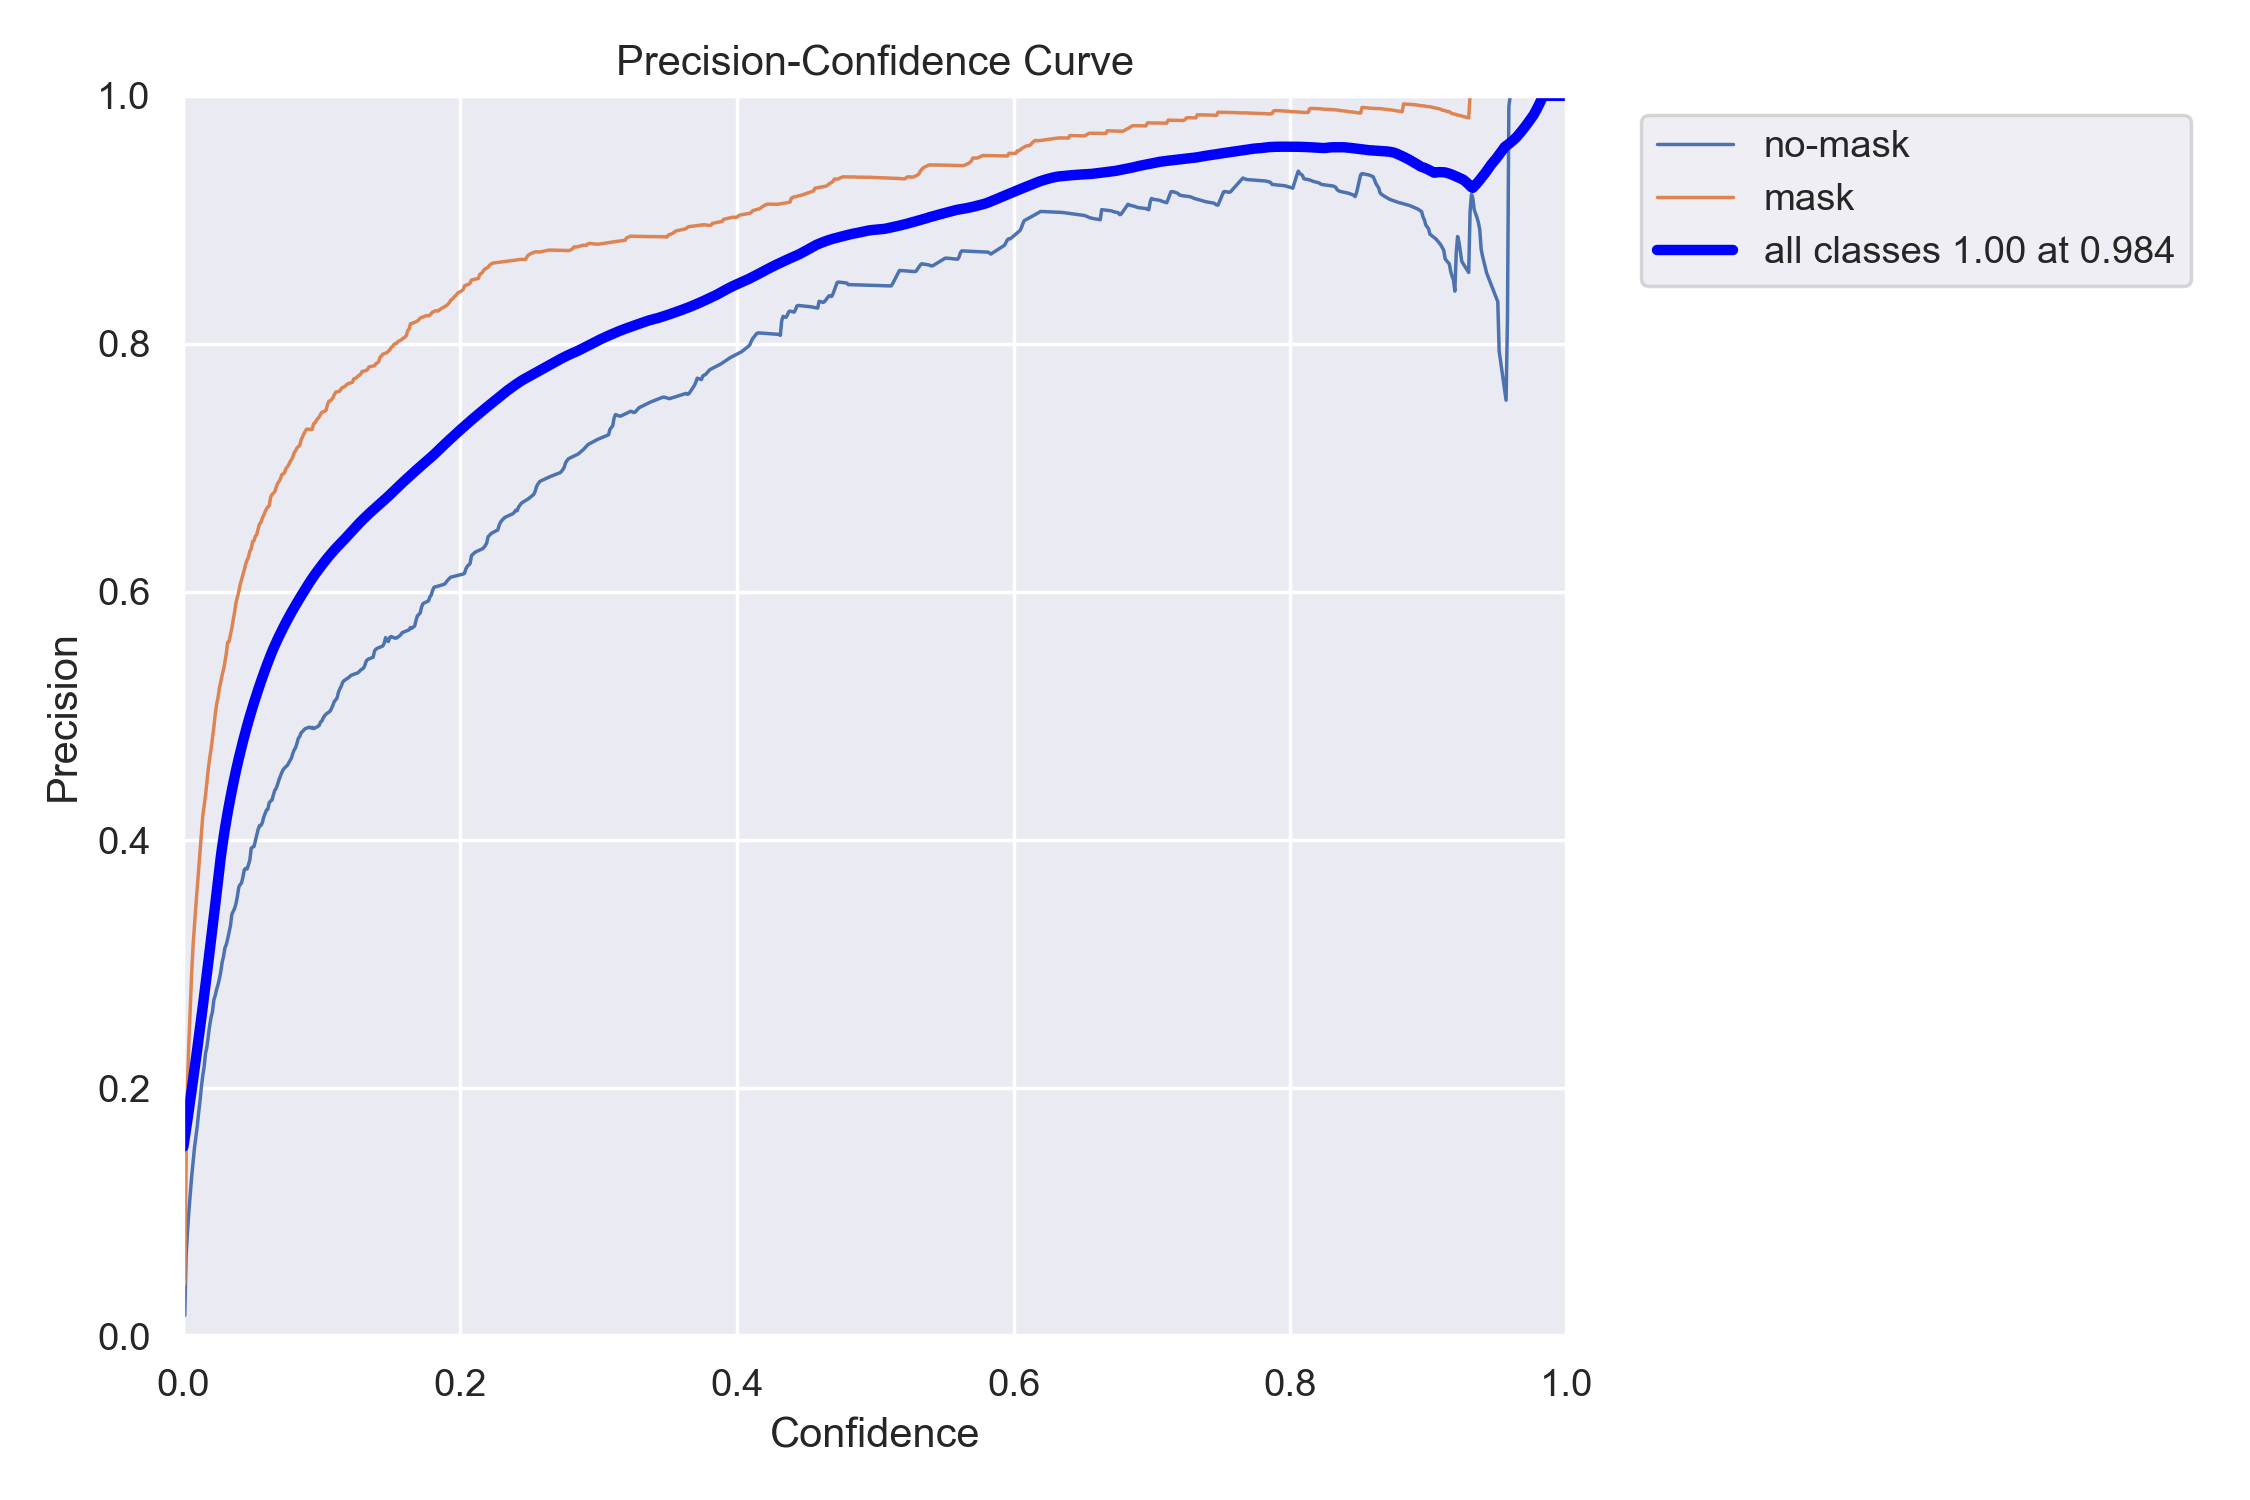 Precision-Confidence Curve
1.0
0.8
0.6
0.4
0.2
0.0
Precision
0.0 0.2 0.4 0.6 0.8 1.0
Confidence
no-mask
mask
all classes 1.00 at 0.984